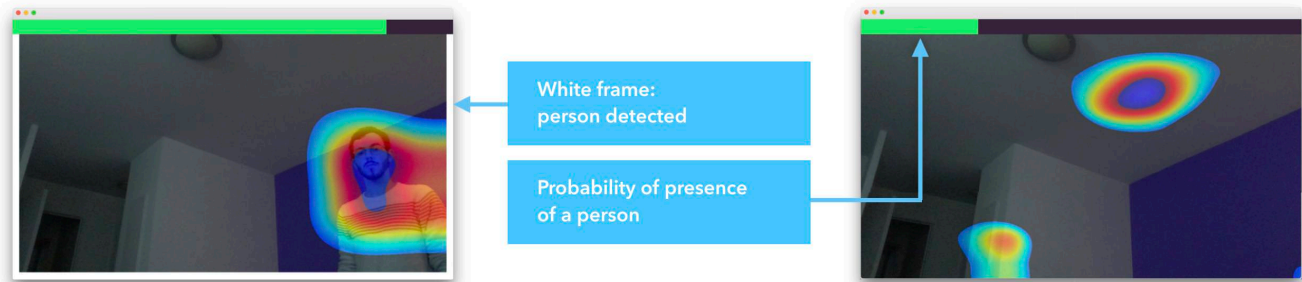 White frame:
person detected
Probability of presence
of a person